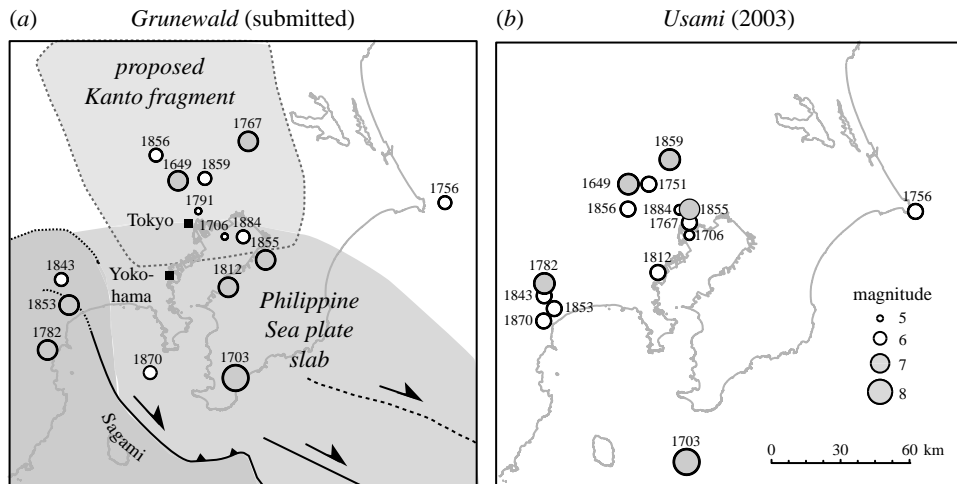 (a) Grunewald (submitted)
proposed
Kanto fragment
1767
1856
1649
1859
1756
1791
Tokyo
1706
1884
1855
1843
Yoko-
hama
1812
1853
Philippine
Sea plate
slab
1782
1870
1703
Sagami
(b) Usami (2003)
1859
1649
1751
1756
1856
1884
1855
1767
1706
1812
1782
1843
1853
1870
magnitude
5
6
7
8
1703
0 30 60
km